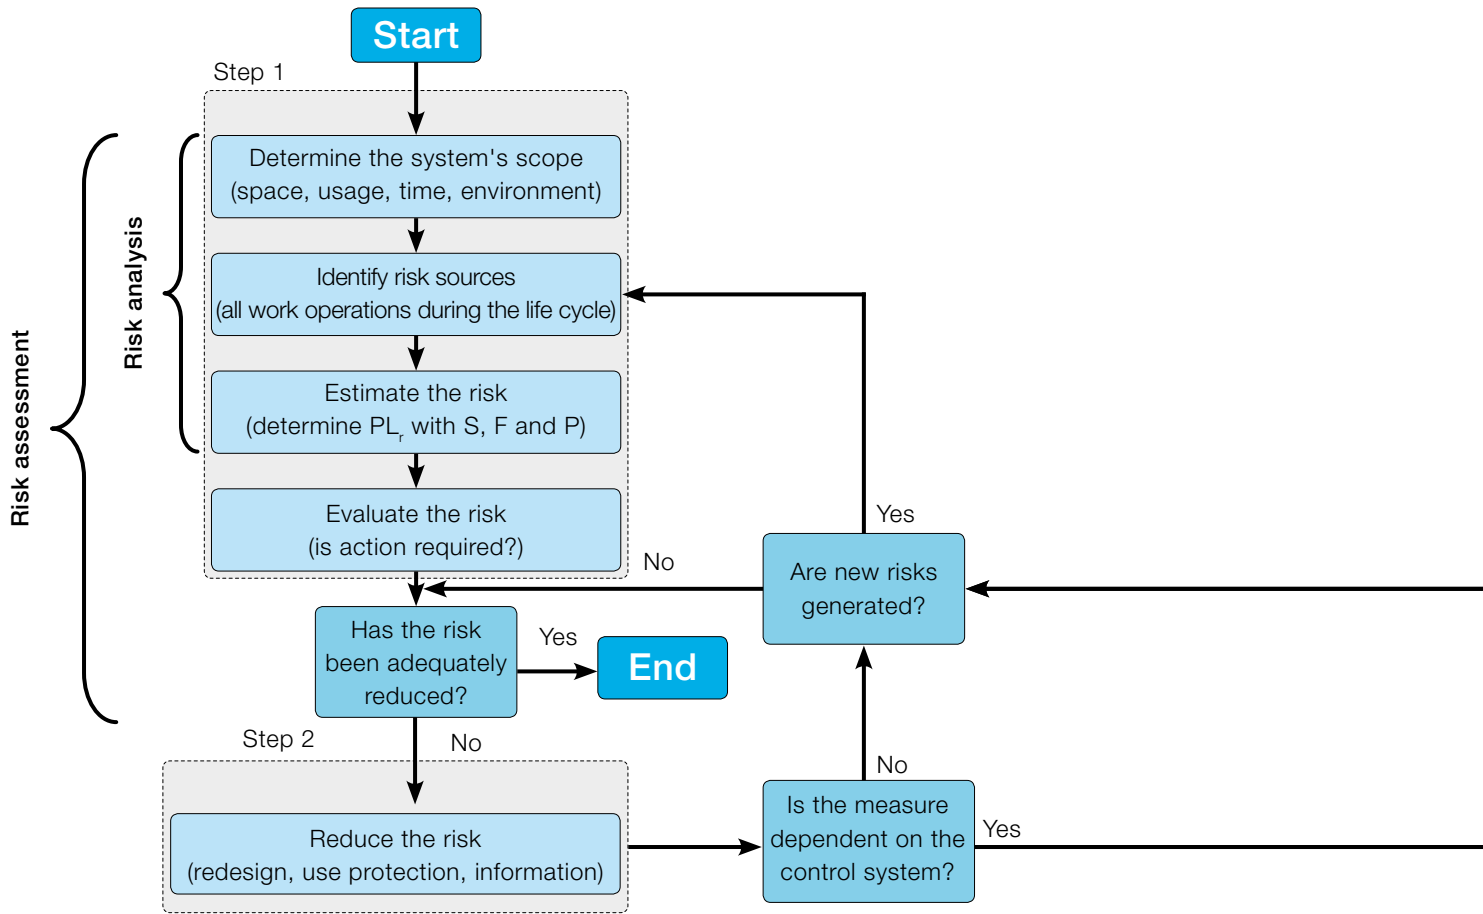 Start
Step 1
Determine the system's scope
(space, usage, time, environment)
Identify risk sources
(all work operations during the life cycle)
Estimate the risk
(determine PLr with S, F and P)
Evaluate the risk
(is action required?)
Risk analysis
Risk assessment
Has the risk
been adequately
reduced?
Yes
End
No
Step 2
Reduce the risk
(redesign, use protection, information)
Is the measure
dependent on the
control system?
Yes
No
Are new risks
generated?
Yes
No